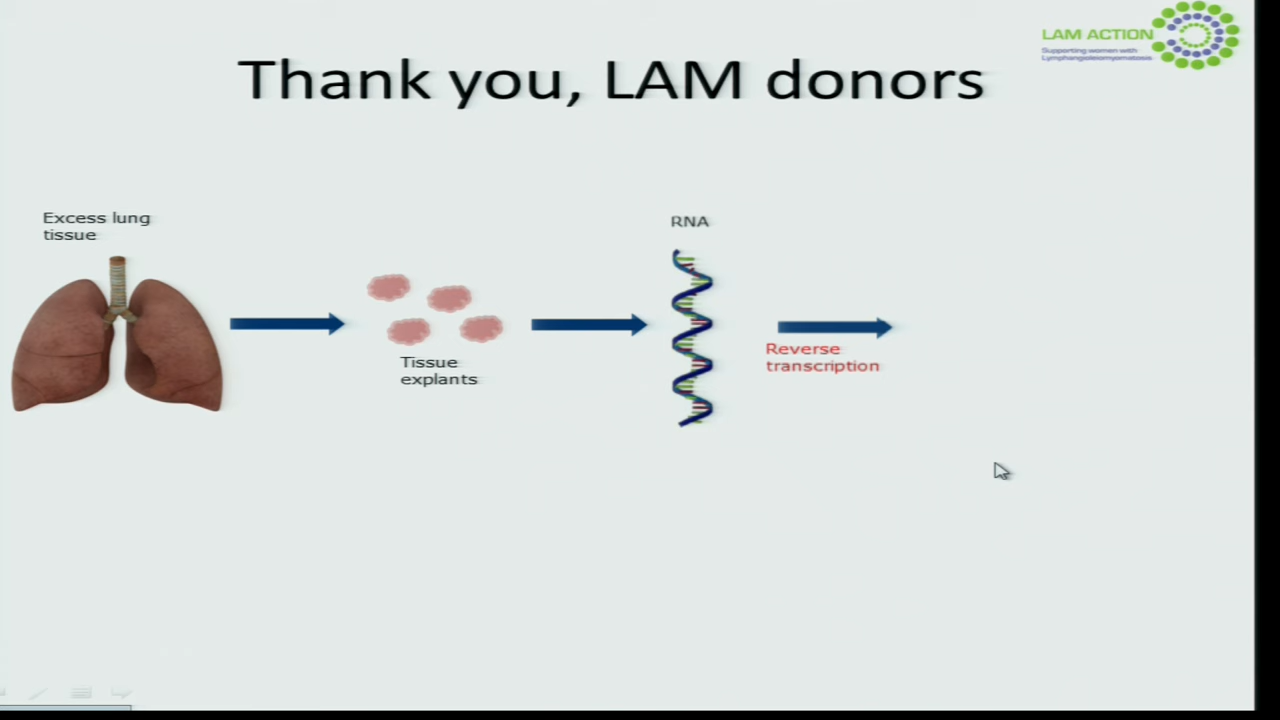 LAM ACTION
Supporting women with
Lymphangioleiomyomatosis
Thank you, LAM donors
Excess lung
tissue
RNA
Tissue
explants
Reverse
transcription